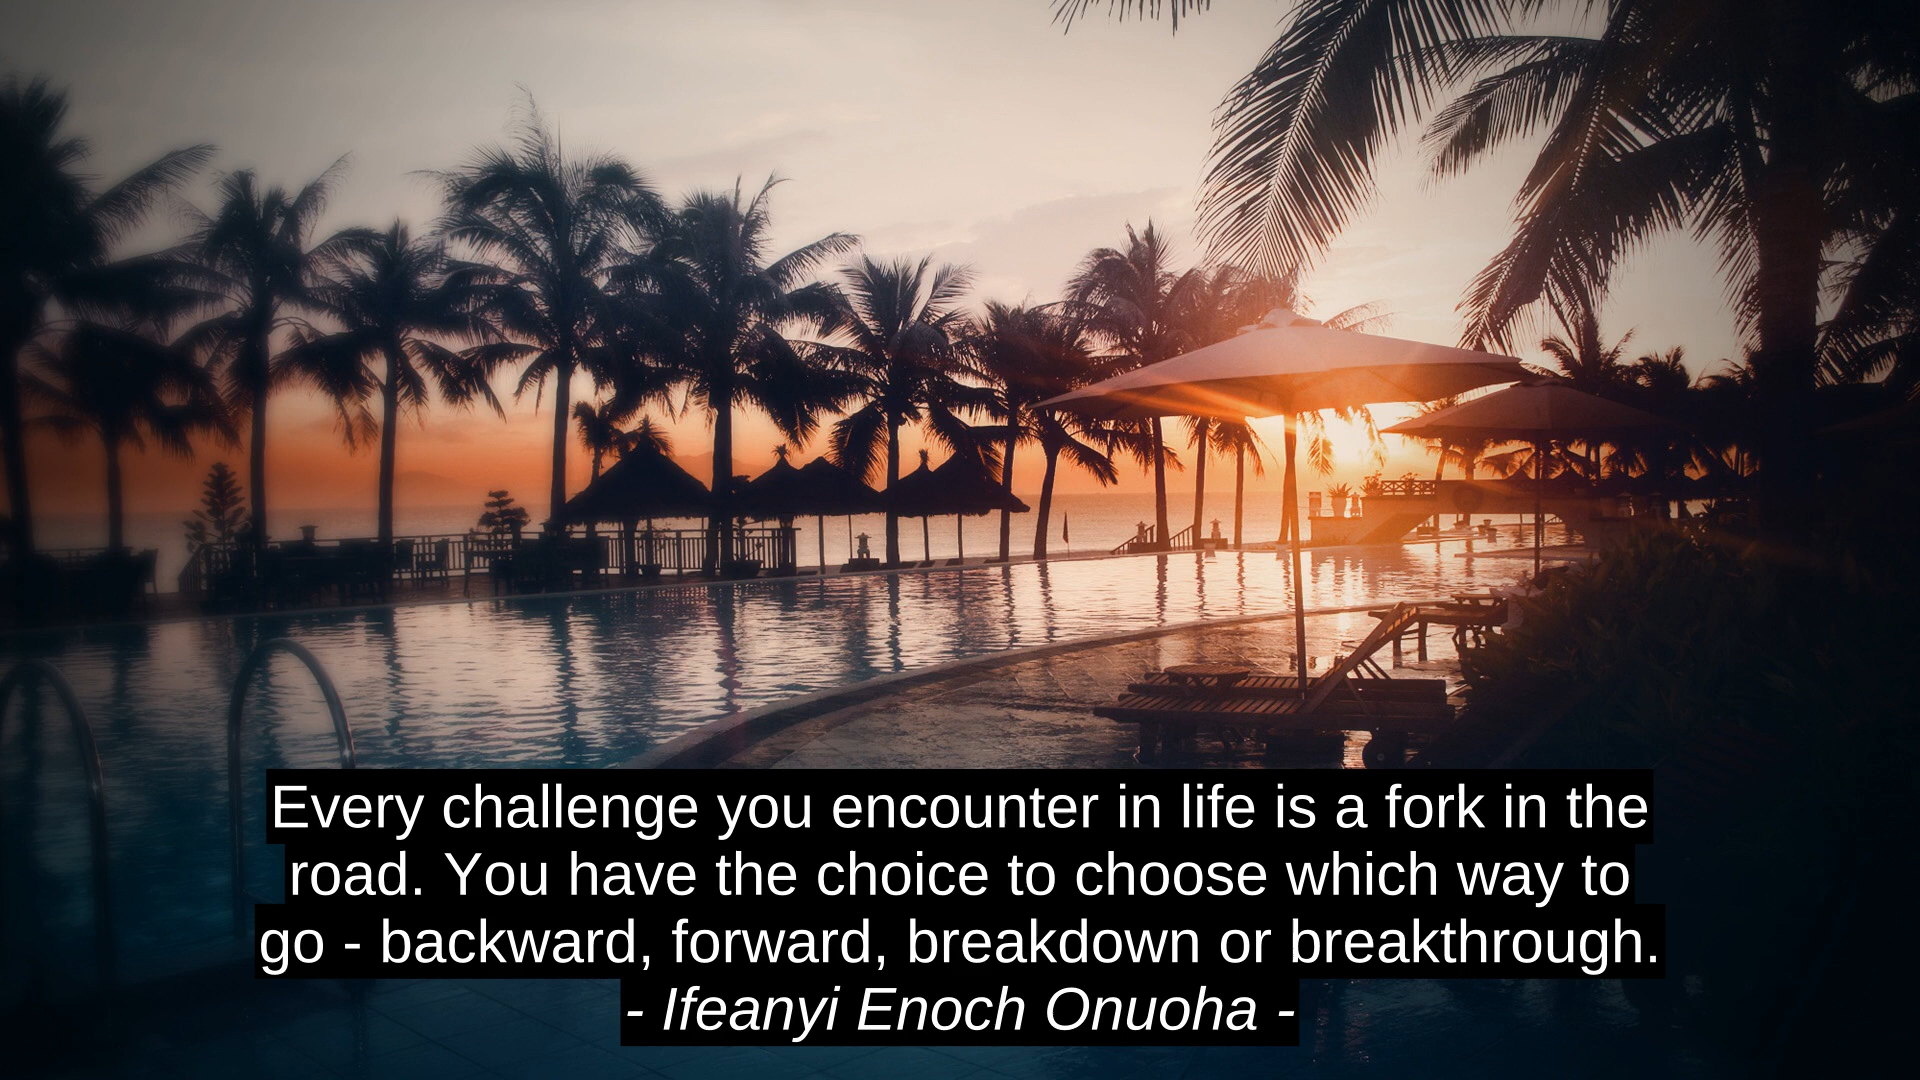 Every challenge you encounter in life is a fork in the
road. You have the choice to choose which way to
go - backward, forward, breakdown or breakthrough.
- Ifeanyi Enoch Onuoha -